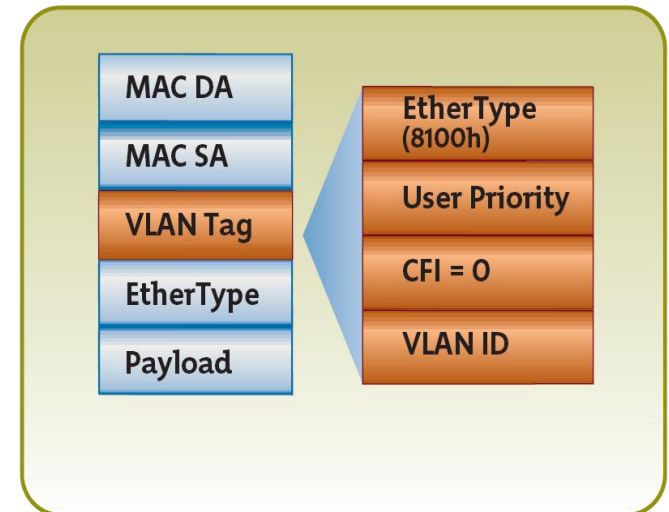 MAC DA
MAC SA
VLAN Tag
EtherType
Payload
EtherType
(8100h)
User Priority
CFI = 0
VLAN ID